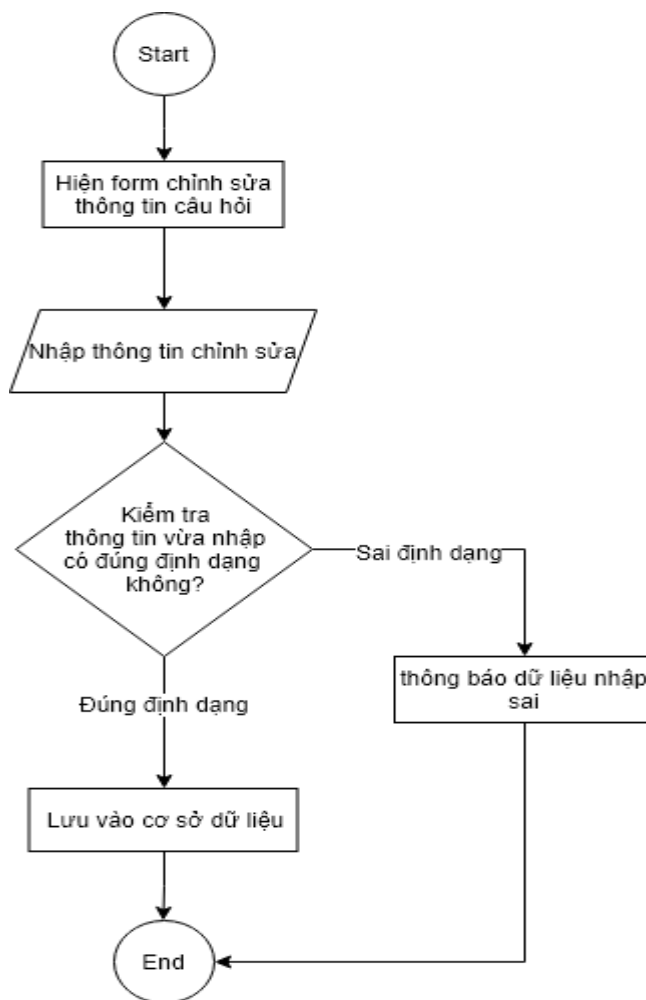 Start
Hiện form chỉnh sửa
thông tin câu hỏi
Nhập thông tin chỉnh sửa
Kiểm tra
thông tin vừa nhập
có đúng định dạng
không?
Sai định dạng
thông báo dữ liệu nhập
sai
Đúng định dạng
Lưu vào cơ sở dữ liệu
End